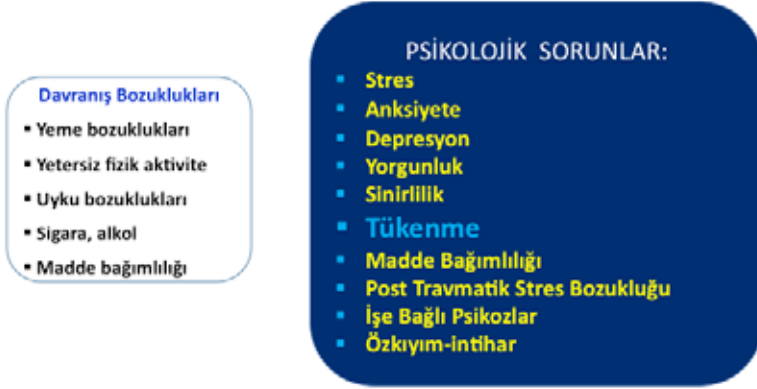 Davranış Bozuklukları
▪ Yeme bozuklukları
▪ Yetersiz fizik aktivite
▪ Uyku bozuklukları
▪ Sigara, alkol
▪ Madde bağımlılığı
PSİKOLOJİK SORUNLAR:
▪ Stres
▪ Anksiyete
▪ Depresyon
▪ Yorgunluk
▪ Sinirlilik
▪ Tükenme
▪ Madde Bağımlılığı
▪ Post Travmatik Stres Bozukluğu
▪ İşe Bağlı Psikozlar
▪ Özkıyım-intihar